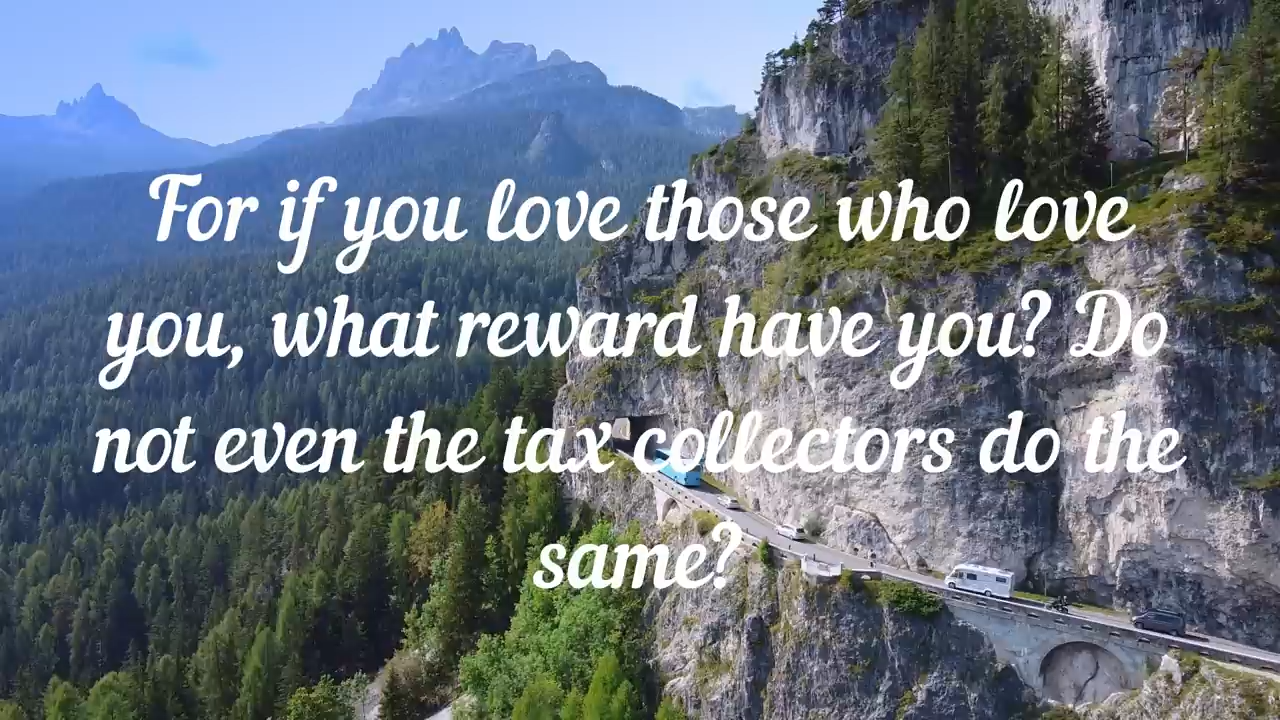 For if you love those who love
you, what reward have you? Do
not even the tax collectors do the
same?